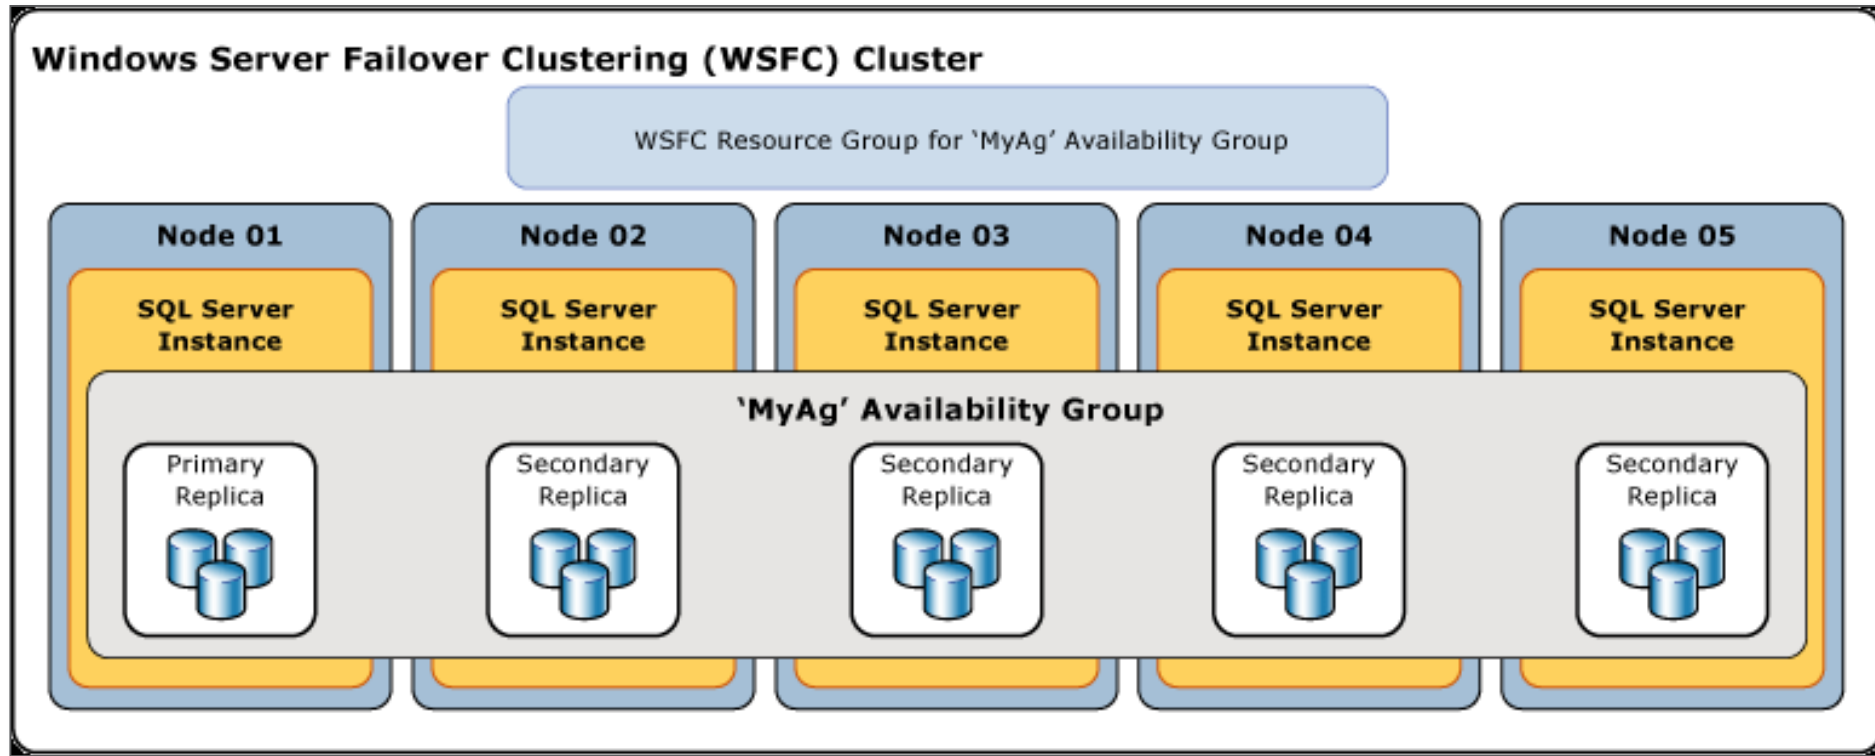 Windows Server Failover Clustering (WSFC) Cluster
WSFC Resource Group for ‘MyAg’ Availability Group
Node 01
Node 02
Node 03
Node 04
Node 05
SQL Server
Instance
SQL Server
Instance
SQL Server
Instance
SQL Server
Instance
SQL Server
Instance
‘MyAg’ Availability Group
Primary
Replica
Secondary
Replica
Secondary
Replica
Secondary
Replica
Secondary
Replica